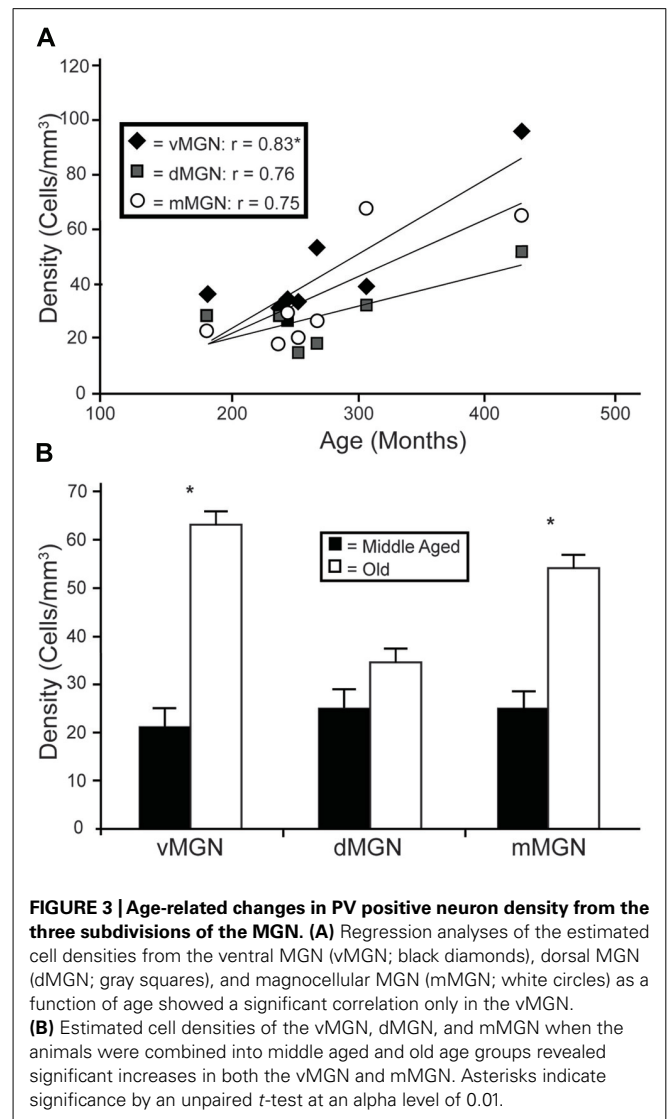 A
Density (Cells/mm³)
120
100
80
60
40
20
0
◆ = vMGN: r = 0.83*
■ = dMGN: r = 0.76
○ = mMGN: r = 0.75
100 200 300 400 500
Age (Months)
B
Density (Cells/mm³)
70
60
50
40
30
20
10
0
* *
■ = Middle Aged
□ = Old
vMGN dMGN mMGN
FIGURE 3 | Age-related changes in PV positive neuron density from the
three subdivisions of the MGN. (A) Regression analyses of the estimated
cell densities from the ventral MGN (vMGN; black diamonds), dorsal MGN
(dMGN; gray squares), and magnocellular MGN (mMGN; white circles) as a
function of age showed a significant correlation only in the vMGN.
(B) Estimated cell densities of the vMGN, dMGN, and mMGN when the
animals were combined into middle aged and old age groups revealed
significant increases in both the vMGN and mMGN. Asterisks indicate
significance by an unpaired t-test at an alpha level of 0.01.